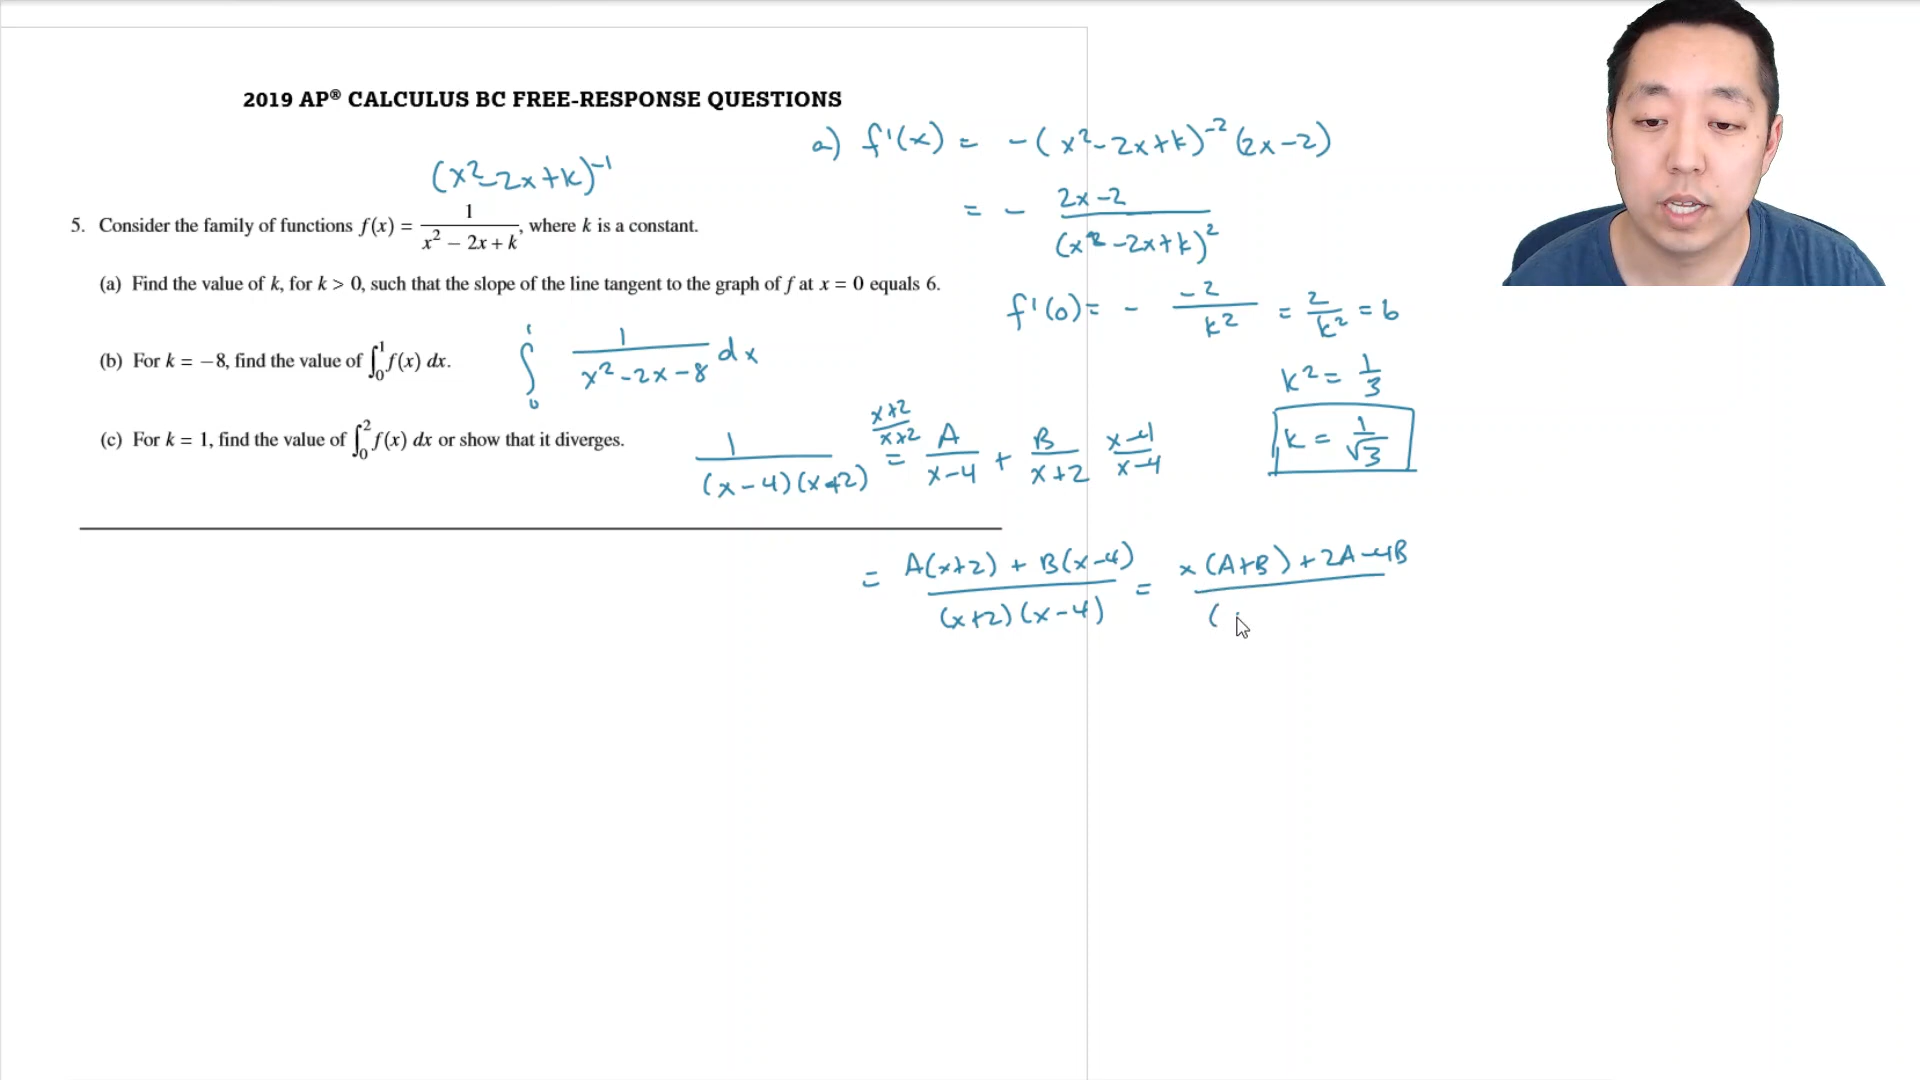 2019 AP® CALCULUS BC FREE-RESPONSE QUESTIONS
(x²-2x+k)⁻¹
5. Consider the family of functions f(x) = 1/(x² − 2x + k), where k is a constant.
(a) Find the value of k, for k > 0, such that the slope of the line tangent to the graph of f at x = 0 equals 6.
(b) For k = −8, find the value of ∫₀¹ f(x) dx.
∫₀¹ 1/(x²-2x-8) dx
(c) For k = 1, find the value of ∫₀² f(x) dx or show that it diverges.
a) f'(x) = -(x²-2x+k)⁻²(2x-2)
= - (2x-2)/(x²-2x+k)²
f'(0) = - (-2)/k² = 2/k² = 6
k² = 1/3
k = 1/√3
1/((x-4)(x+2)) = (x+2)/(x+2) A/(x-4) + B/(x+2) (x-4)/(x-4)
= (A(x+2) + B(x-4))/((x+2)(x-4)) = (x(A+B)+2A-4B)/(